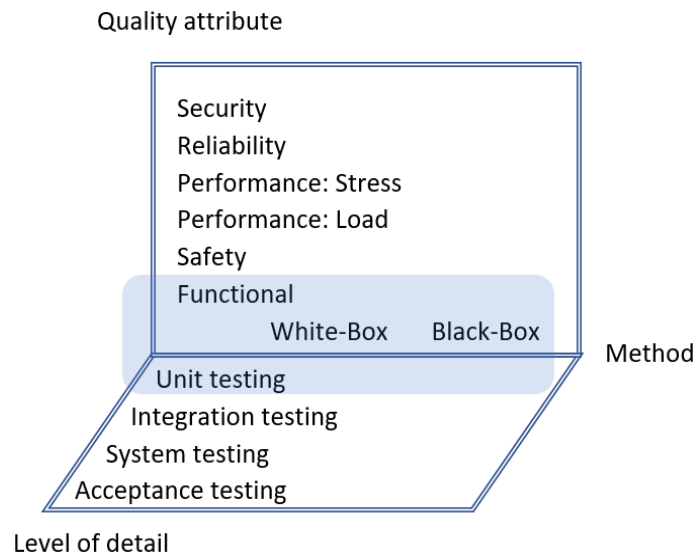 Quality attribute
Security
Reliability
Performance: Stress
Performance: Load
Safety
Functional
White-Box Black-Box
Method
Unit testing
Integration testing
System testing
Acceptance testing
Level of detail